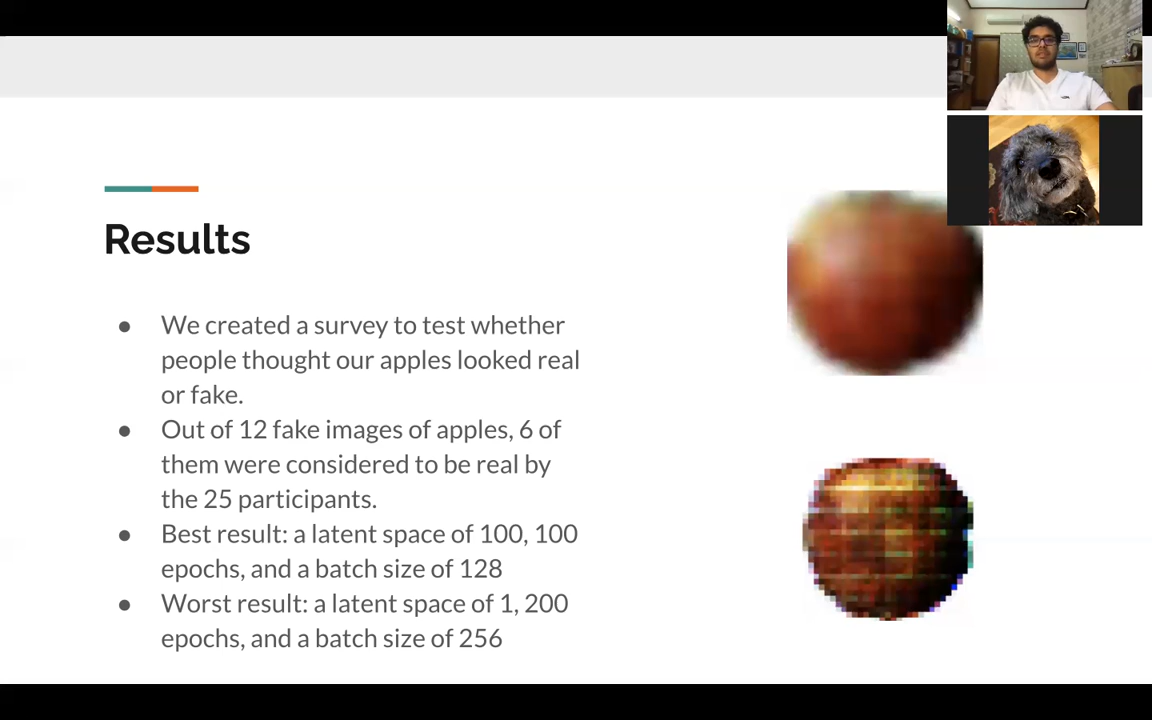 Results
● We created a survey to test whether
people thought our apples looked real
or fake.
● Out of 12 fake images of apples, 6 of
them were considered to be real by
the 25 participants.
● Best result: a latent space of 100, 100
epochs, and a batch size of 128
● Worst result: a latent space of 1, 200
epochs, and a batch size of 256